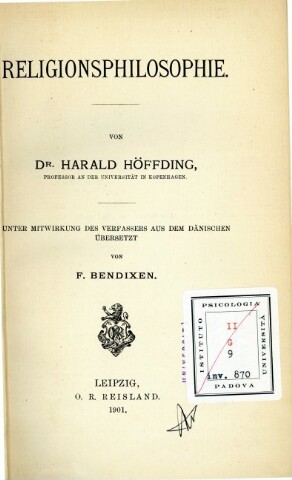 RELIGIONSPHILOSOPHIE.
VON
DR. HARALD HÖFFDING,
PROFESSOR AN DER UNIVERSITÄT IN KOPENHAGEN.
UNTER MITWIRKUNG DES VERFASSERS AUS DEM DÄNISCHEN
ÜBERSETZT
VON
F. BENDIXEN.
LEIPZIG,
O. R. REISLAND.
1901.
PSICOLOGIA
ISTITUTO
UNIVERSITÀ
PADOVA
II
G
9
inv. 870